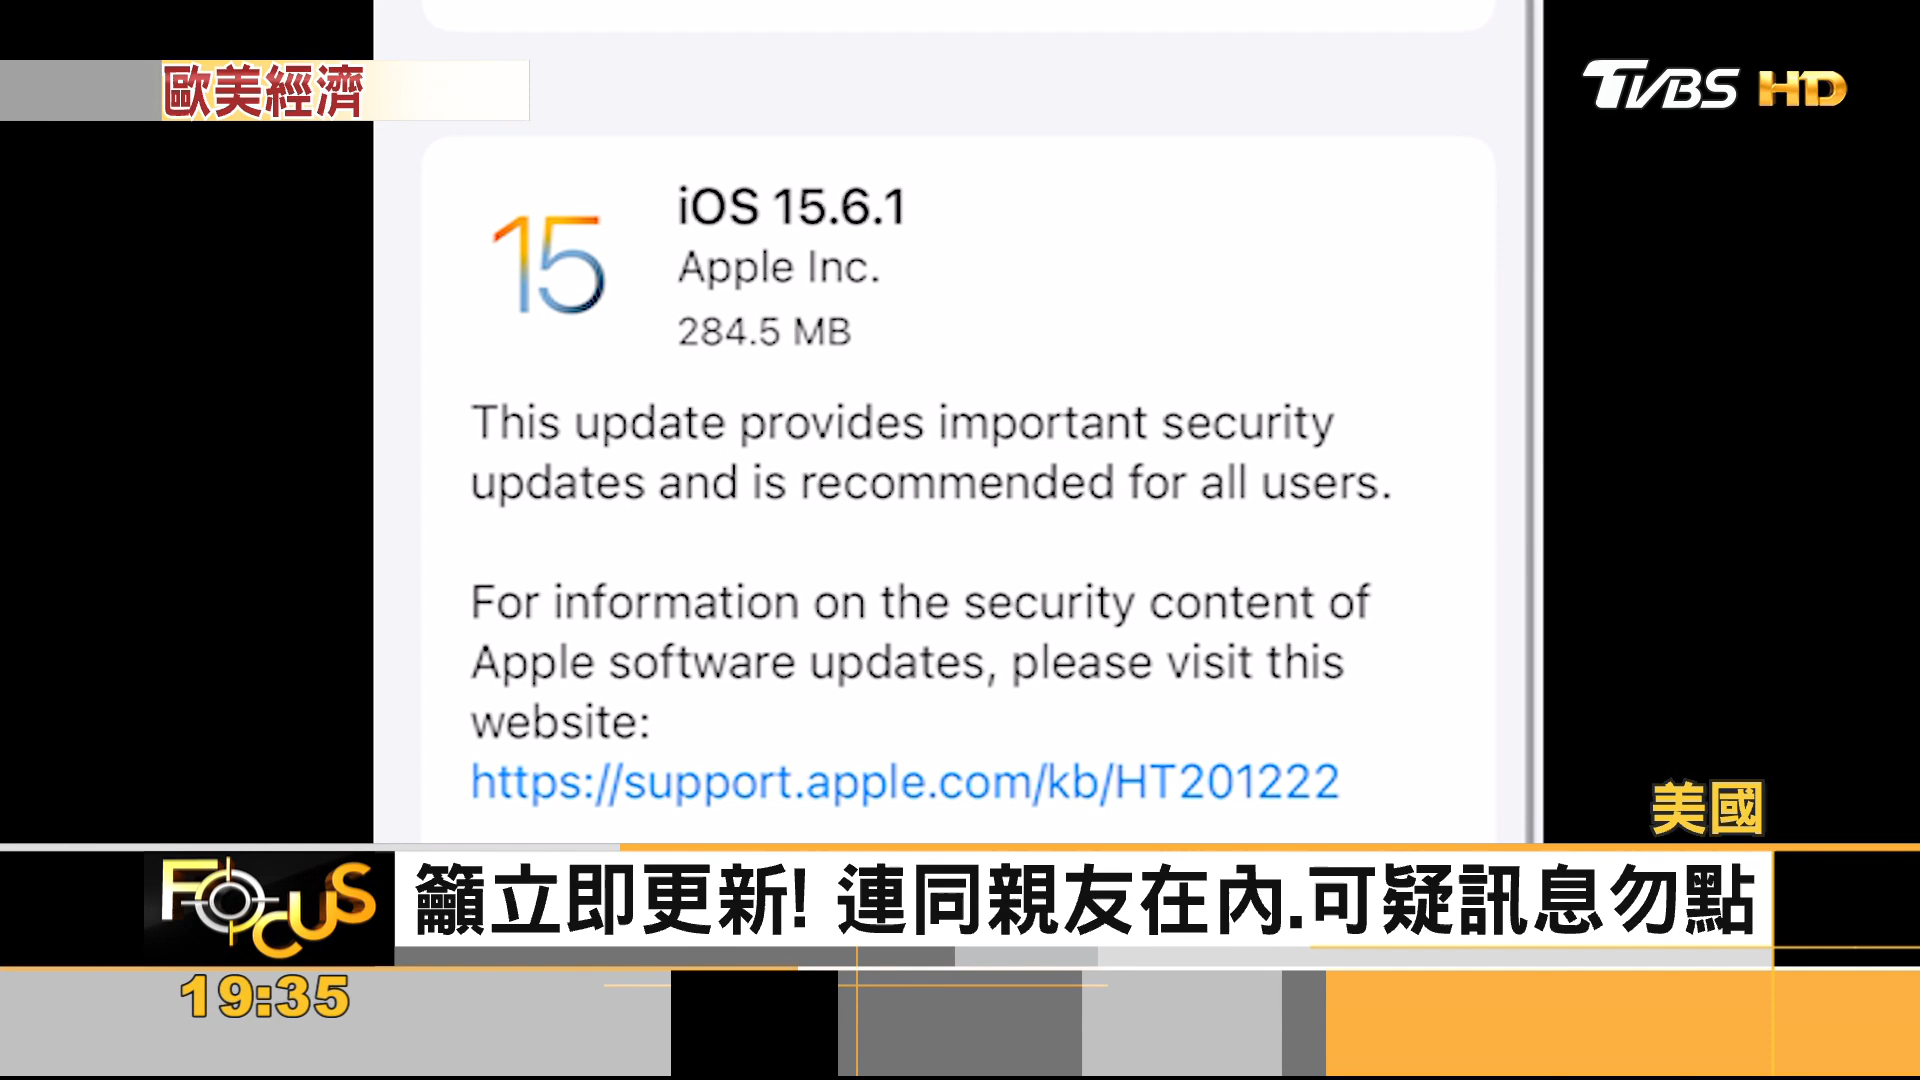 歐美經濟
TVBS HD
15
iOS 15.6.1
Apple Inc.
284.5 MB
This update provides important security
updates and is recommended for all users.
For information on the security content of
Apple software updates, please visit this
website:
https://support.apple.com/kb/HT201222
美國
FOCUS
籲立即更新! 連同親友在內.可疑訊息勿點
19:35